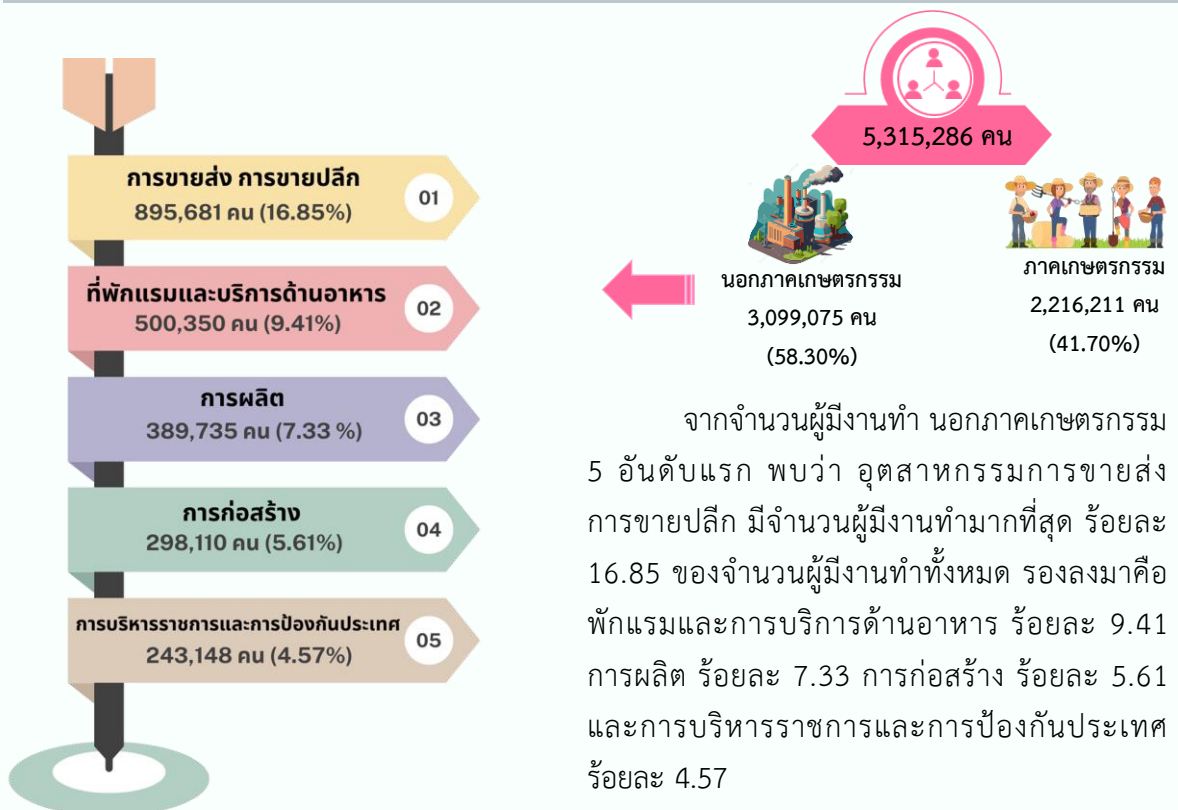 การขายส่ง การขายปลีก
895,681 คน (16.85%)
01
ที่พักแรมและบริการด้านอาหาร
500,350 คน (9.41%)
02
การผลิต
389,735 คน (7.33 %)
03
การก่อสร้าง
298,110 คน (5.61%)
04
การบริหารราชการและการป้องกันประเทศ
243,148 คน (4.57%)
05
5,315,286 คน
นอกภาคเกษตรกรรม
3,099,075 คน
(58.30%)
ภาคเกษตรกรรม
2,216,211 คน
(41.70%)
จากจำนวนผู้มีงานทำ นอกภาคเกษตรกรรม
5 อันดับแรก พบว่า อุตสาหกรรมการขายส่ง
การขายปลีก มีจำนวนผู้มีงานทำมากที่สุด ร้อยละ
16.85 ของจำนวนผู้มีงานทำทั้งหมด รองลงมาคือ
พักแรมและการบริการด้านอาหาร ร้อยละ 9.41
การผลิต ร้อยละ 7.33 การก่อสร้าง ร้อยละ 5.61
และการบริหารราชการและการป้องกันประเทศ
ร้อยละ 4.57